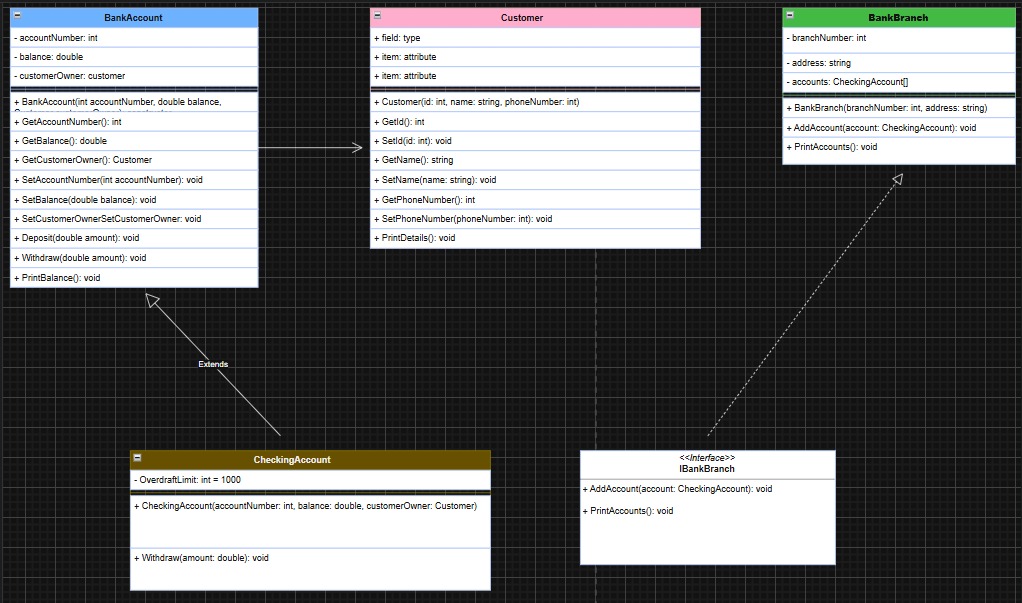 BankAccount
- accountNumber: int
- balance: double
- customerOwner: customer
+ BankAccount(int accountNumber, double balance,
+ GetAccountNumber(): int
+ GetBalance(): double
+ GetCustomerOwner(): Customer
+ SetAccountNumber(int accountNumber): void
+ SetBalance(double balance): void
+ SetCustomerOwnerSetCustomerOwner: void
+ Deposit(double amount): void
+ Withdraw(double amount): void
+ PrintBalance(): void
Customer
+ field: type
+ item: attribute
+ item: attribute
+ Customer(id: int, name: string, phoneNumber: int)
+ GetId(): int
+ SetId(id: int): void
+ GetName(): string
+ SetName(name: string): void
+ GetPhoneNumber(): int
+ SetPhoneNumber(phoneNumber: int): void
+ PrintDetails(): void
BankBranch
- branchNumber: int
- address: string
- accounts: CheckingAccount[]
+ BankBranch(branchNumber: int, address: string)
+ AddAccount(account: CheckingAccount): void
+ PrintAccounts(): void
Extends
CheckingAccount
- OverdraftLimit: int = 1000
+ CheckingAccount(accountNumber: int, balance: double, customerOwner: Customer)
+ Withdraw(amount: double): void
<<Interface>>
IBankBranch
+ AddAccount(account: CheckingAccount): void
+ PrintAccounts(): void